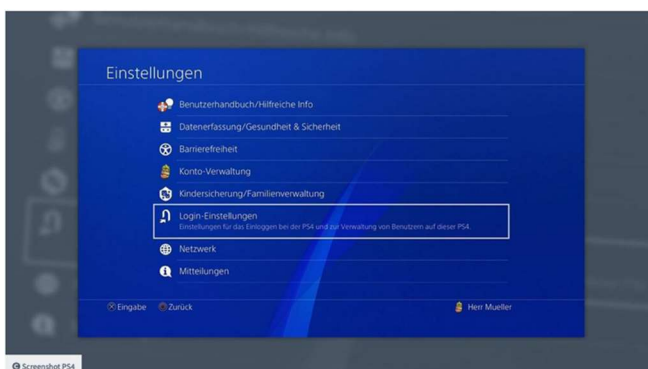 Einstellungen
Benutzerhandbuch/Hilfreiche Info
Datenerfassung/Gesundheit & Sicherheit
Barrierefreiheit
Konto-Verwaltung
Kindersicherung/Familienverwaltung
Login-Einstellungen
Einstellungen für das Einloggen bei der PS4 und zur Verwaltung von Benutzern auf dieser PS4.
Netzwerk
Mitteilungen
Eingabe Zurück Herr Mueller
Screenshot PS4